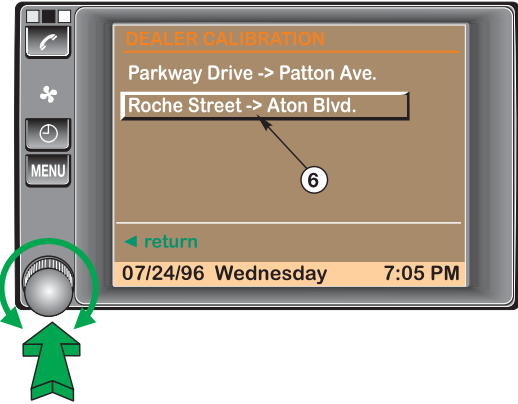 DEALER CALIBRATION
Parkway Drive -> Patton Ave.
Roche Street -> Aton Blvd.
6
MENU
◄ return
07/24/96 Wednesday 7:05 PM